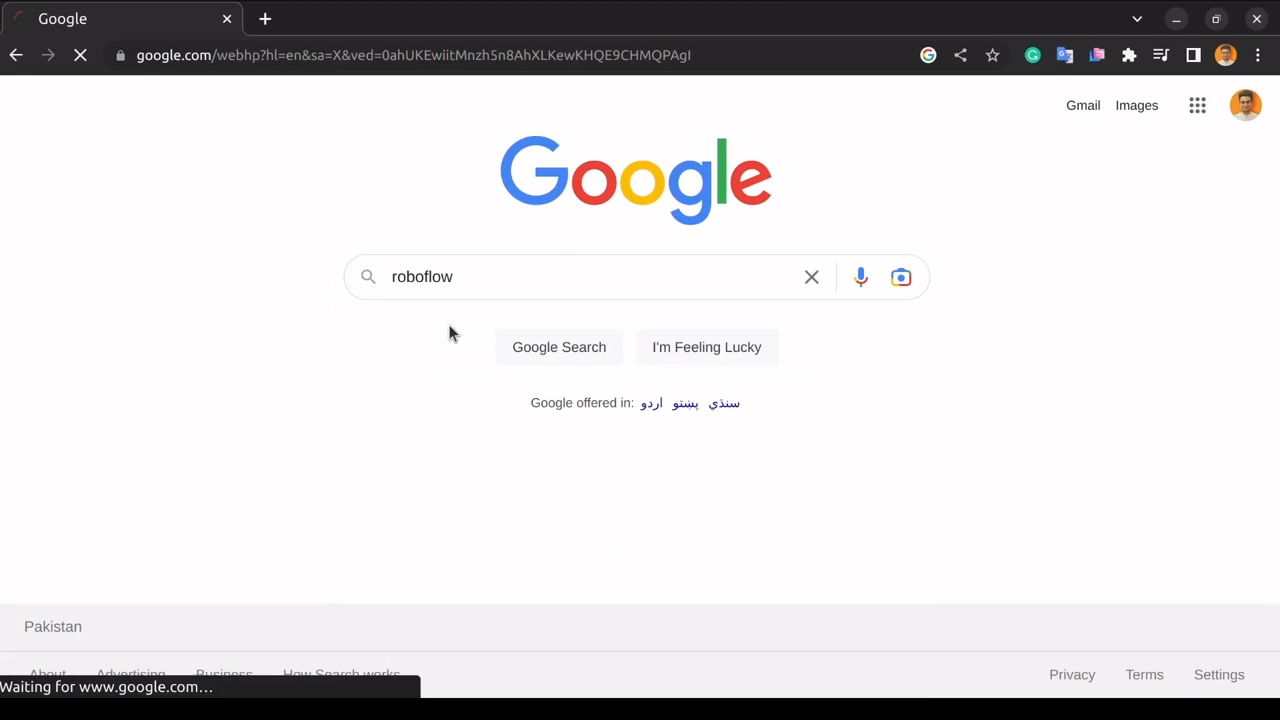 Google
google.com/webhp?hl=en&sa=X&ved=0ahUKEwiitMnzh5n8AhXLKewKHQE9CHMQPAgI
Gmail Images
Google
roboflow
Google Search I'm Feeling Lucky
Google offered in: اردو پښتو سنڌي
Pakistan
About Advertising Business How Search works Privacy Terms Settings
Waiting for www.google.com...